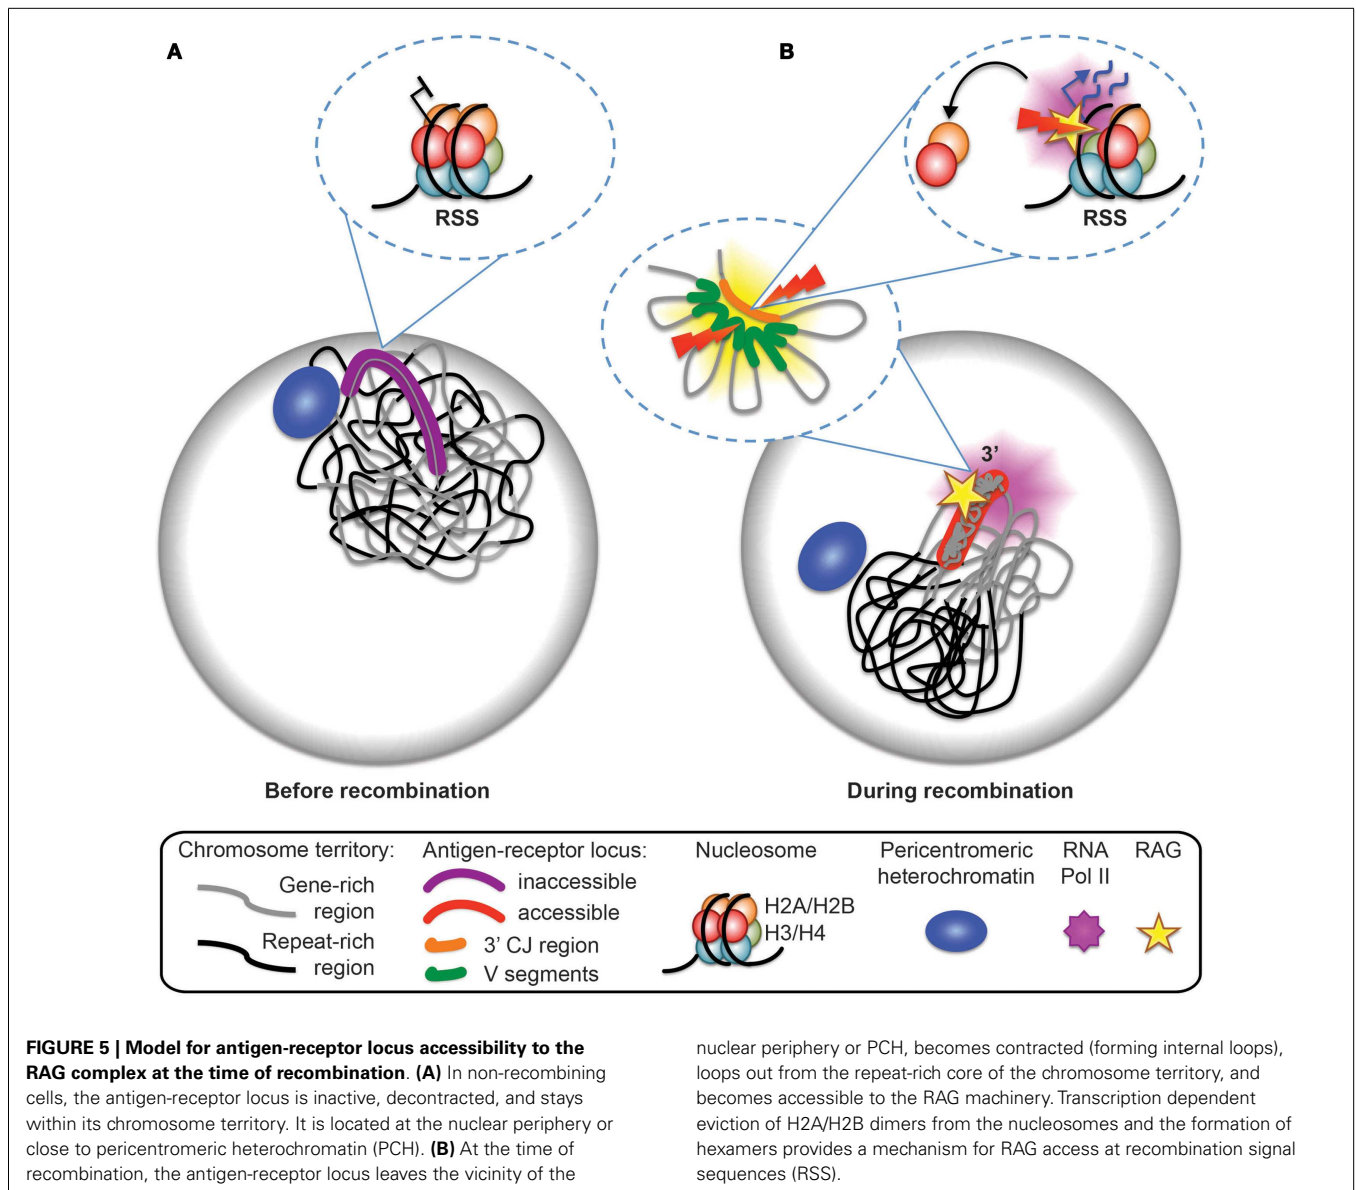 A
B
RSS
RSS
3’
Before recombination
During recombination
Chromosome territory:
Gene-rich
region
Repeat-rich
region
Antigen-receptor locus:
inaccessible
accessible
3’ CJ region
V segments
Nucleosome
H2A/H2B
H3/H4
Pericentromeric
heterochromatin
RNA
Pol II
RAG
FIGURE 5 | Model for antigen-receptor locus accessibility to the
RAG complex at the time of recombination. (A) In non-recombining
cells, the antigen-receptor locus is inactive, decontracted, and stays
within its chromosome territory. It is located at the nuclear periphery or
close to pericentromeric heterochromatin (PCH). (B) At the time of
recombination, the antigen-receptor locus leaves the vicinity of the
nuclear periphery or PCH, becomes contracted (forming internal loops),
loops out from the repeat-rich core of the chromosome territory, and
becomes accessible to the RAG machinery. Transcription dependent
eviction of H2A/H2B dimers from the nucleosomes and the formation of
hexamers provides a mechanism for RAG access at recombination signal
sequences (RSS).